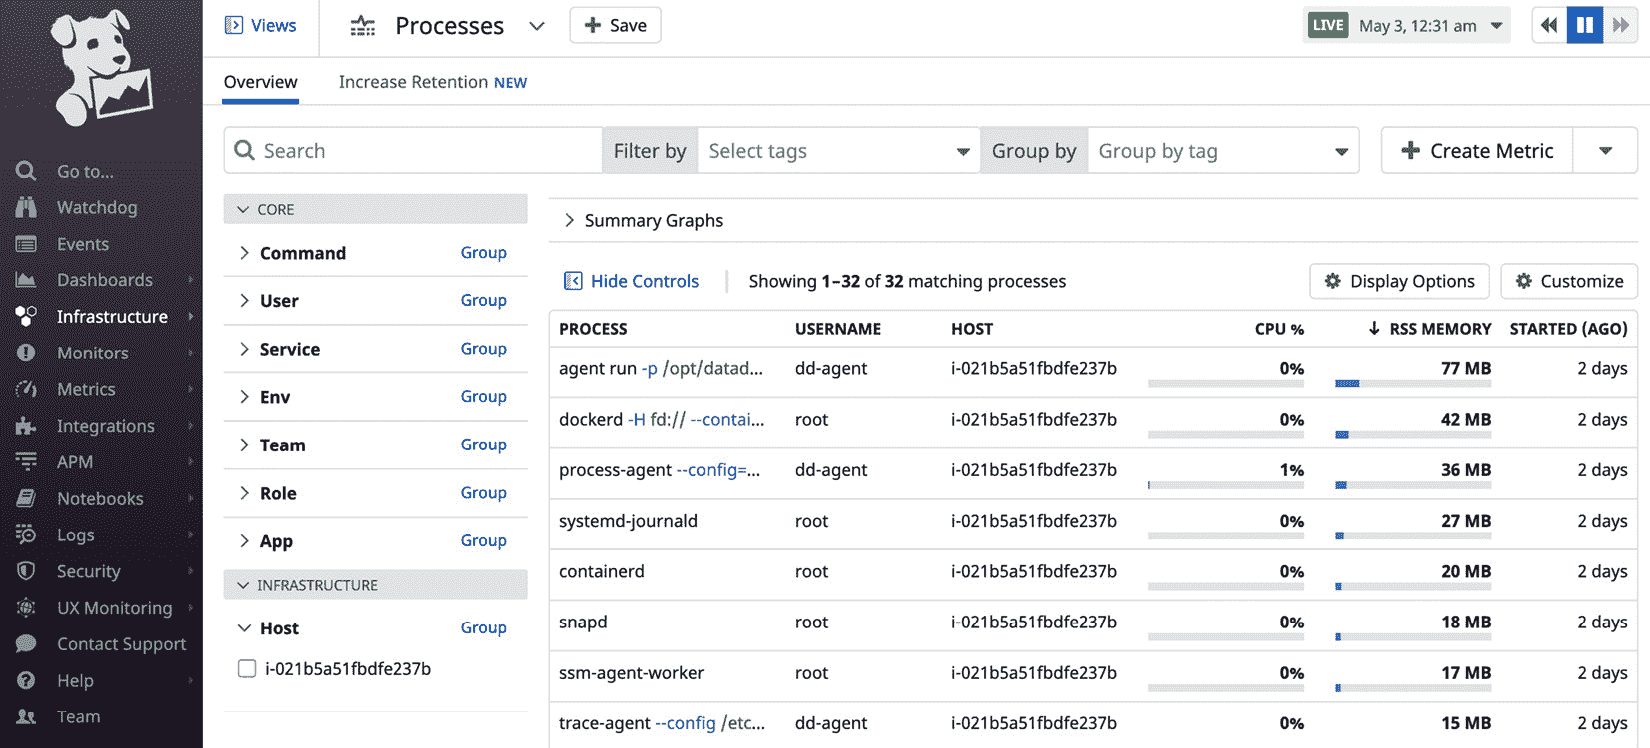 Views
Processes
+ Save
LIVE May 3, 12:31 am
Overview
Increase Retention NEW
Search
Filter by
Select tags
Group by
Group by tag
+ Create Metric
Go to...
Watchdog
Events
Dashboards
Infrastructure
Monitors
Metrics
Integrations
APM
Notebooks
Logs
Security
UX Monitoring
Contact Support
Help
Team
CORE
Command Group
User Group
Service Group
Env Group
Team Group
Role Group
App Group
INFRASTRUCTURE
Host Group
i-021b5a51fbdfe237b
Summary Graphs
Hide Controls
Showing 1–32 of 32 matching processes
Display Options
Customize
PROCESS USERNAME HOST CPU % ↓ RSS MEMORY STARTED (AGO)
agent run -p /opt/datad... dd-agent i-021b5a51fbdfe237b 0% 77 MB 2 days
dockerd -H fd:// --contai... root i-021b5a51fbdfe237b 0% 42 MB 2 days
process-agent --config=... dd-agent i-021b5a51fbdfe237b 1% 36 MB 2 days
systemd-journald root i-021b5a51fbdfe237b 0% 27 MB 2 days
containerd root i-021b5a51fbdfe237b 0% 20 MB 2 days
snapd root i-021b5a51fbdfe237b 0% 18 MB 2 days
ssm-agent-worker root i-021b5a51fbdfe237b 0% 17 MB 2 days
trace-agent --config /etc... dd-agent i-021b5a51fbdfe237b 0% 15 MB 2 days